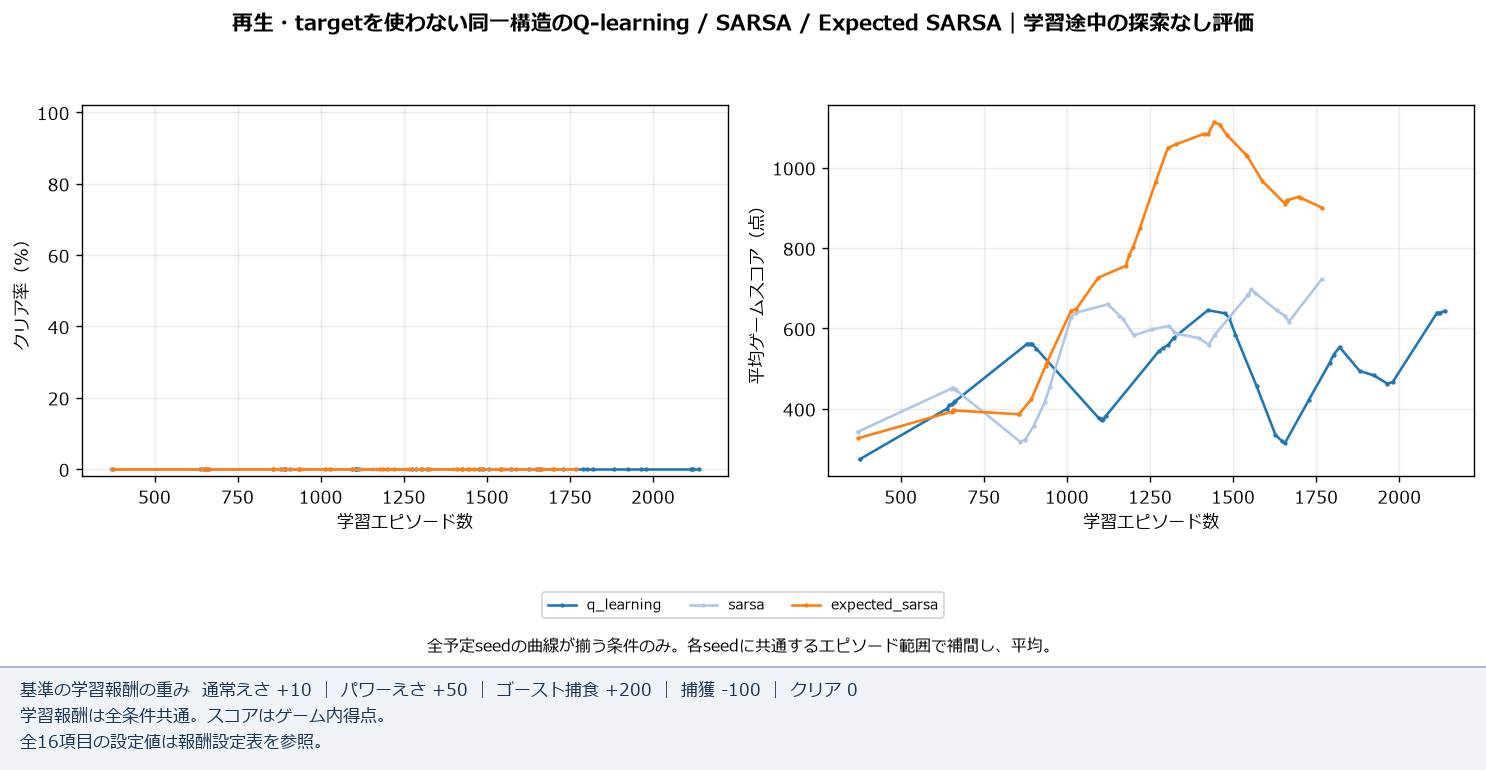 再生・targetを使わない同一構造のQ-learning / SARSA / Expected SARSA｜学習途中の探索なし評価
100
80
60
40
20
0
クリア率（%）
500
750
1000
1250
1500
1750
2000
学習エピソード数
1000
800
600
400
平均ゲームスコア（点）
500
750
1000
1250
1500
1750
2000
学習エピソード数
q_learning
sarsa
expected_sarsa
全予定seedの曲線が揃う条件のみ。各seedに共通するエピソード範囲で補間し、平均。
基準の学習報酬の重み 通常えさ +10 ｜ パワーえさ +50 ｜ ゴースト捕食 +200 ｜ 捕獲 -100 ｜ クリア 0
学習報酬は全条件共通。スコアはゲーム内得点。
全16項目の設定値は報酬設定表を参照。